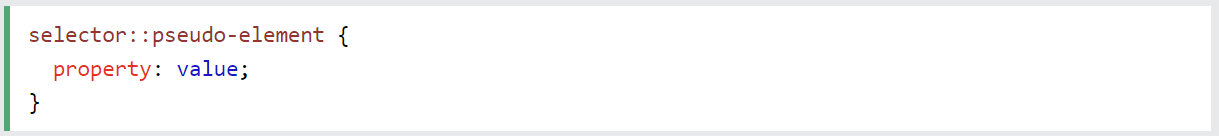 selector::pseudo-element {
  property: value;
}